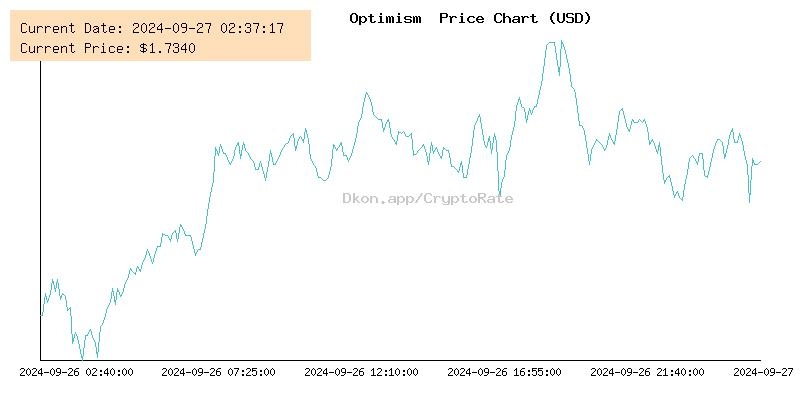 Optimism Price Chart (USD)
Current Date: 2024-09-27 02:37:17
Current Price: $1.7340
Dkon.app/CryptoRate
2024-09-26 02:40:00 2024-09-26 07:25:00 2024-09-26 12:10:00 2024-09-26 16:55:00 2024-09-26 21:40:00 2024-09-27